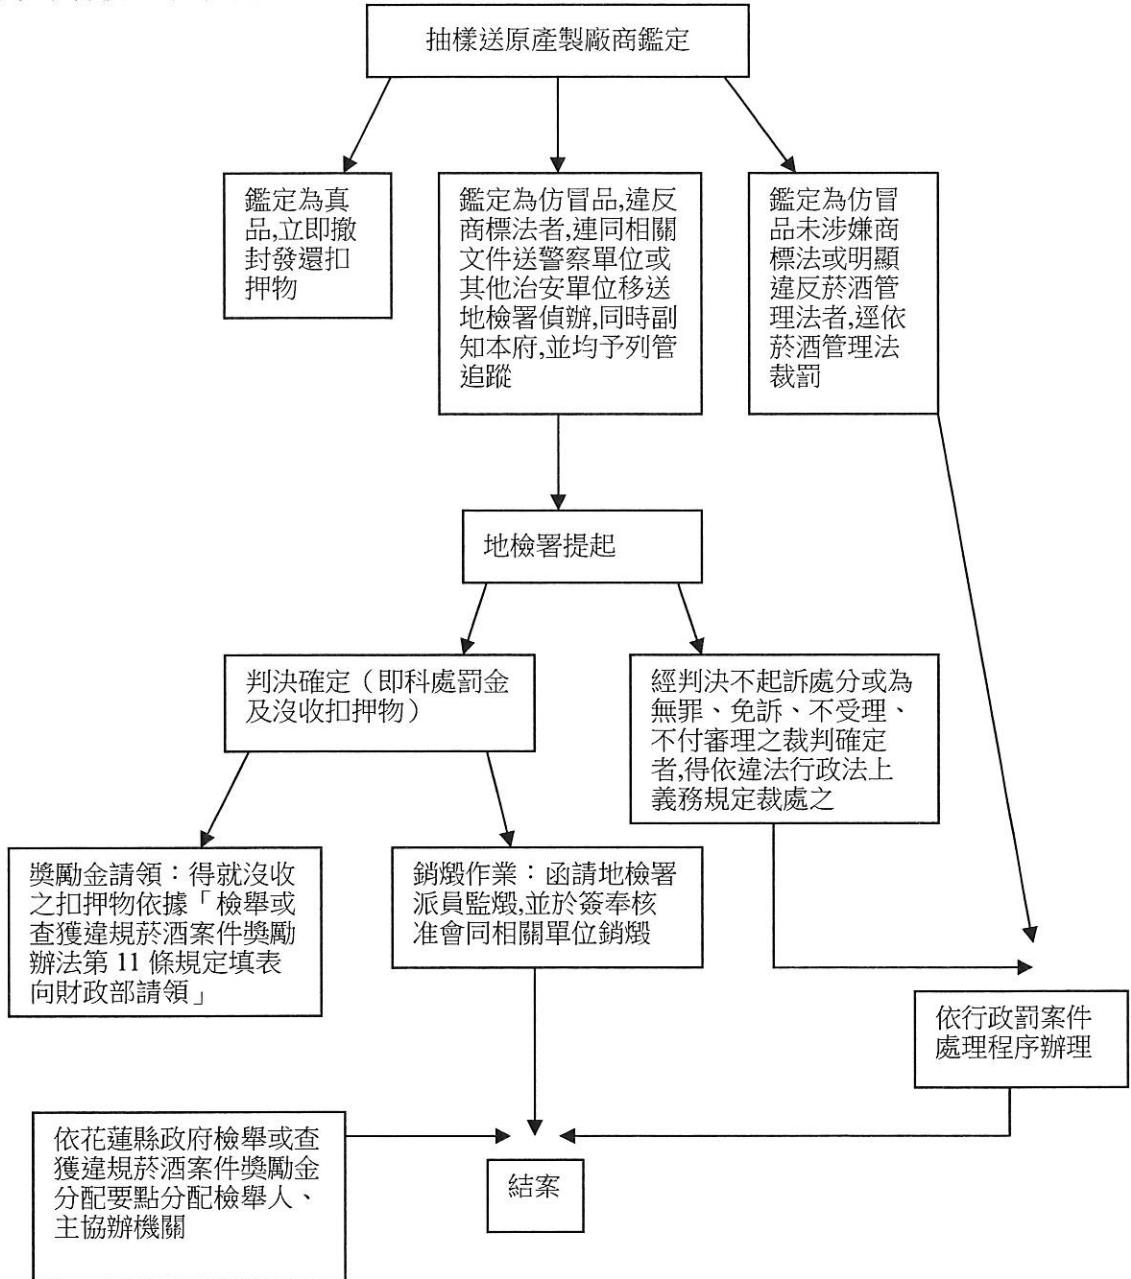 抽樣送原產製廠商鑑定
鑑定為真
品,立即撤
封發還扣
押物
鑑定為仿冒品,違反
商標法者,連同相關
文件送警察單位或
其他治安單位移送
地檢署偵辦,同時副
知本府,並均予列管
追蹤
鑑定為仿冒
品未涉嫌商
標法或明顯
違反菸酒管
理法者,逕依
菸酒管理法
裁罰
地檢署提起
判決確定（即科處罰金
及沒收扣押物）
經判決不起訴處分或為
無罪、免訴、不受理、
不付審理之裁判確定
者,得依違法行政法上
義務規定裁處之
獎勵金請領：得就沒收
之扣押物依據「檢舉或
查獲違規菸酒案件獎勵
辦法第 11 條規定填表
向財政部請領」
銷燬作業：函請地檢署
派員監燬,並於簽奉核
准會同相關單位銷燬
依行政罰案件
處理程序辦理
依花蓮縣政府檢舉或查
獲違規菸酒案件獎勵金
分配要點分配檢舉人、
主協辦機關
結案